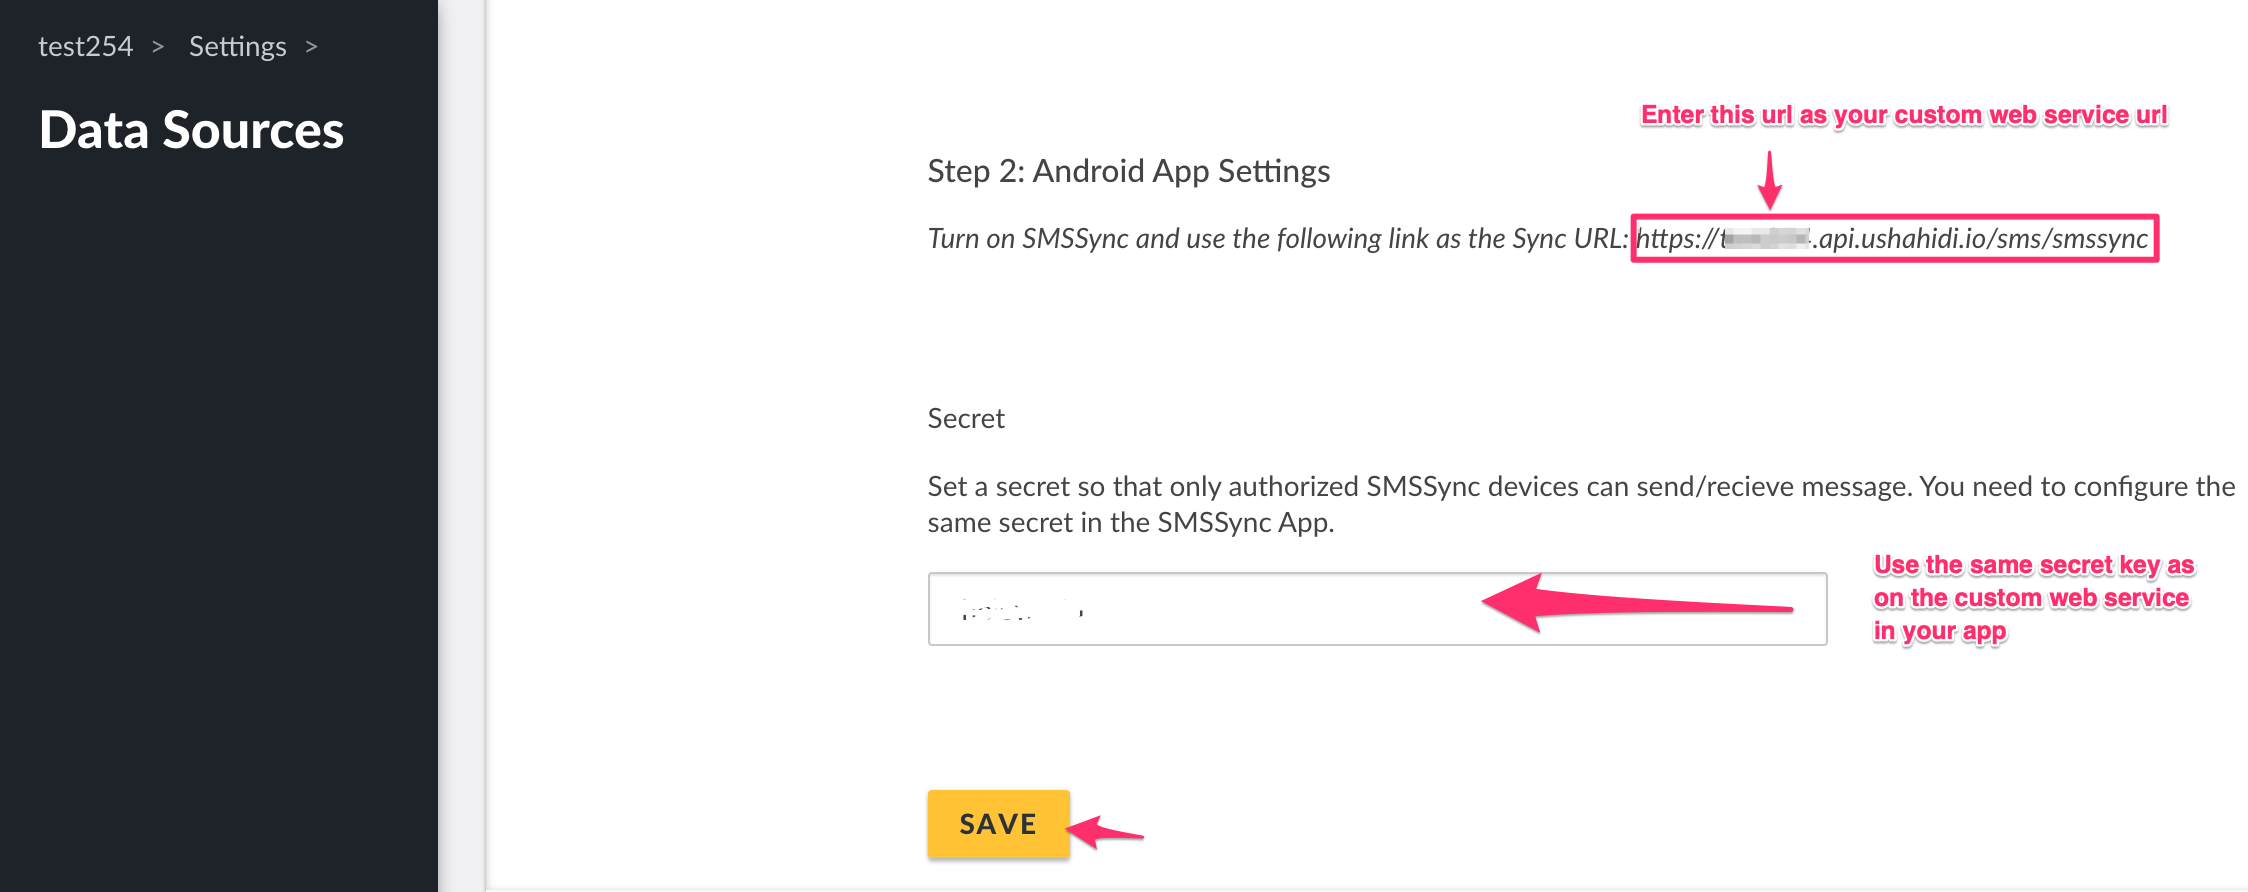 test254 > Settings >
Data Sources
Enter this url as your custom web service url
Step 2: Android App Settings
Turn on SMSSync and use the following link as the Sync URL: https:// .api.ushahidi.io/sms/smssync
Secret
Set a secret so that only authorized SMSSync devices can send/recieve message. You need to configure the
same secret in the SMSSync App.
Use the same secret key as
on the custom web service
in your app
SAVE